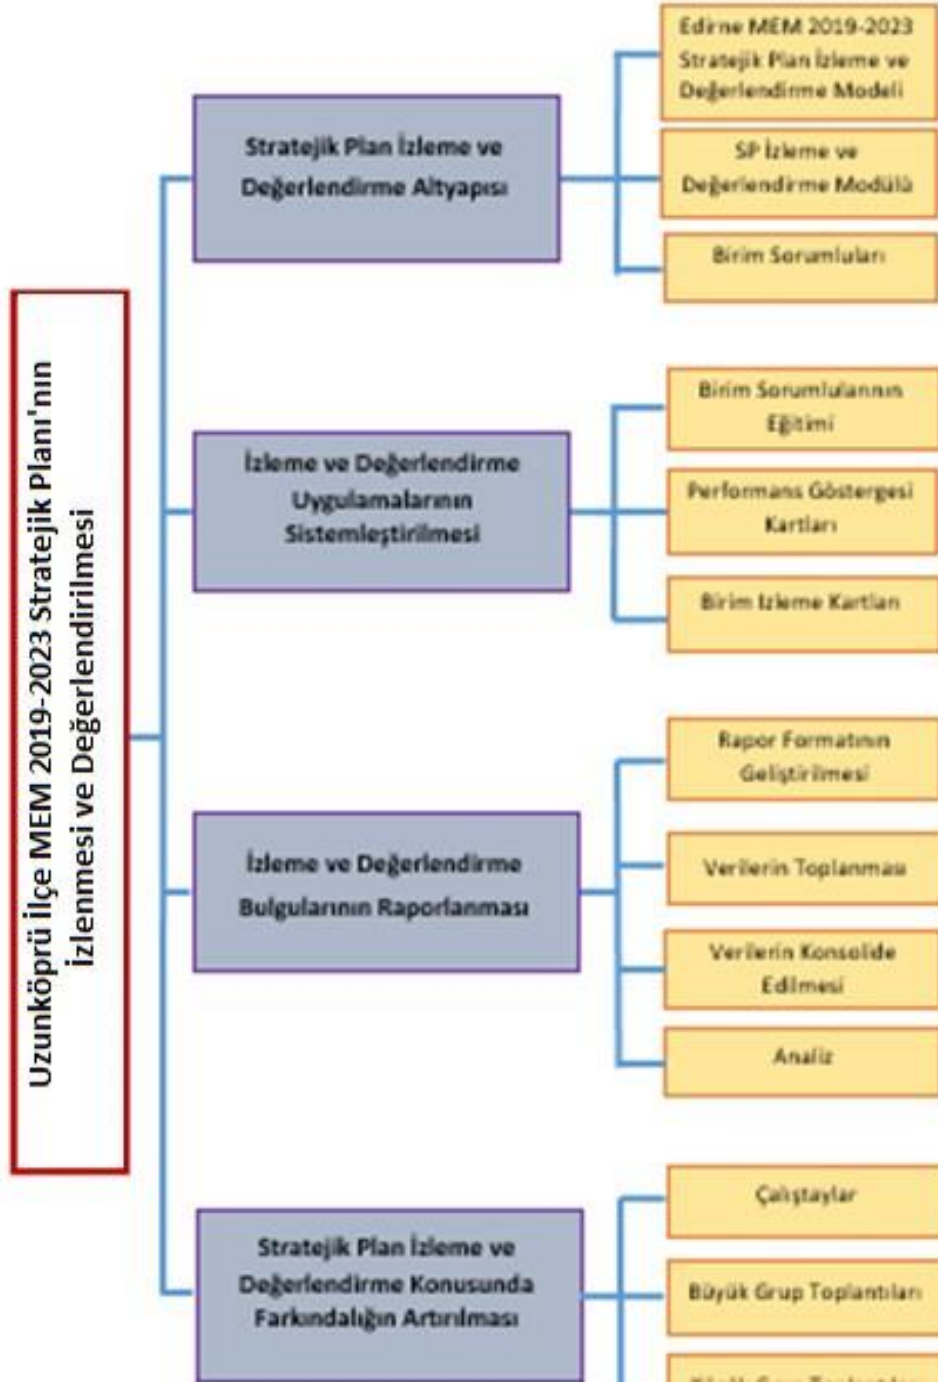 Uzunköprü İlçe MEM 2019-2023 Stratejik Planı'nın
İzlenmesi ve Değerlendirilmesi
Stratejik Plan İzleme ve
Değerlendirme Altyapısı
Edirne MEM 2019-2023
Stratejik Plan İzleme ve
Değerlendirme Modeli
SP İzleme ve
Değerlendirme Modülü
Birim Sorumluları
İzleme ve Değerlendirme
Uygulamalarının
Sistemleştirilmesi
Birim Sorumlularının
Eğitimi
Performans Göstergesi
Kartları
Birim Izleme Kartları
İzleme ve Değerlendirme
Bulgularının Raporlanması
Rapor Formatının
Geliştirilmesi
Verilerin Toplanması
Verilerin Konsolide
Edilmesi
Analiz
Stratejik Plan İzleme ve
Değerlendirme Konusunda
Farkındalığın Artırılması
Çalıştaylar
Büyük Grup Toplantıları